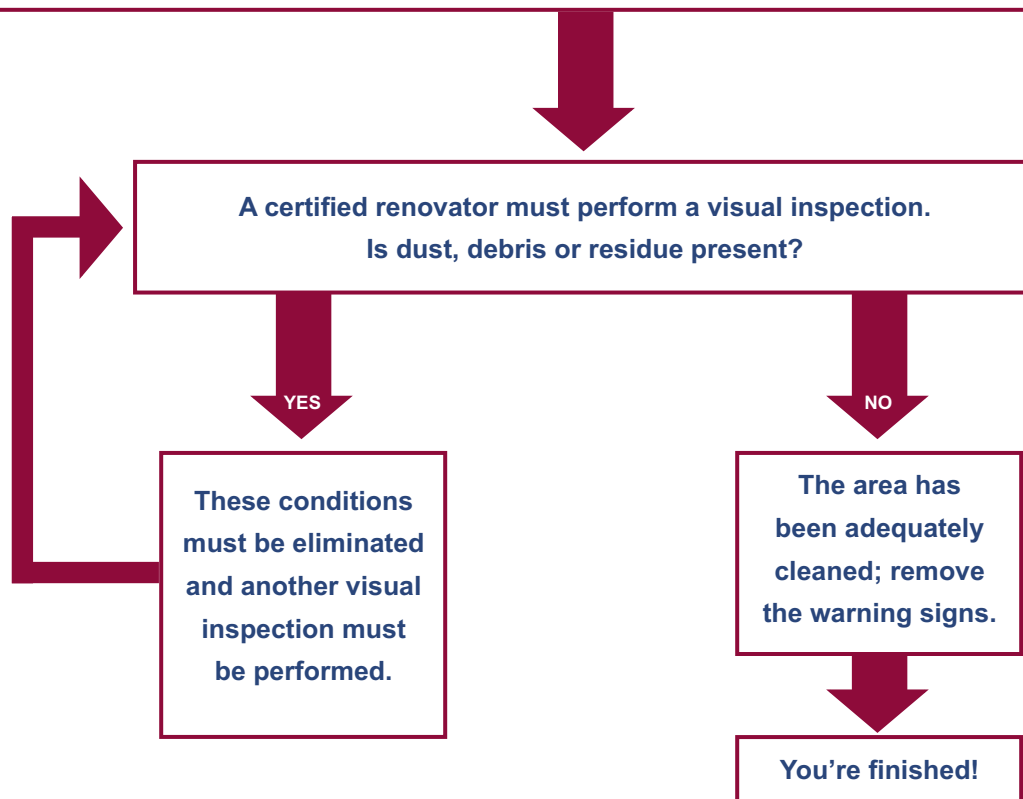 A certified renovator must perform a visual inspection.
Is dust, debris or residue present?
YES
NO
These conditions
must be eliminated
and another visual
inspection must
be performed.
The area has
been adequately
cleaned; remove
the warning signs.
You’re finished!